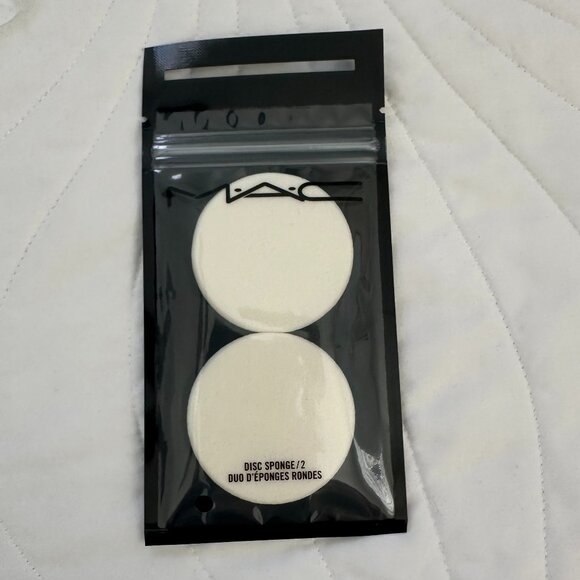 MAC
DISC SPONGE/2
DUO D'ÉPONGES RONDES